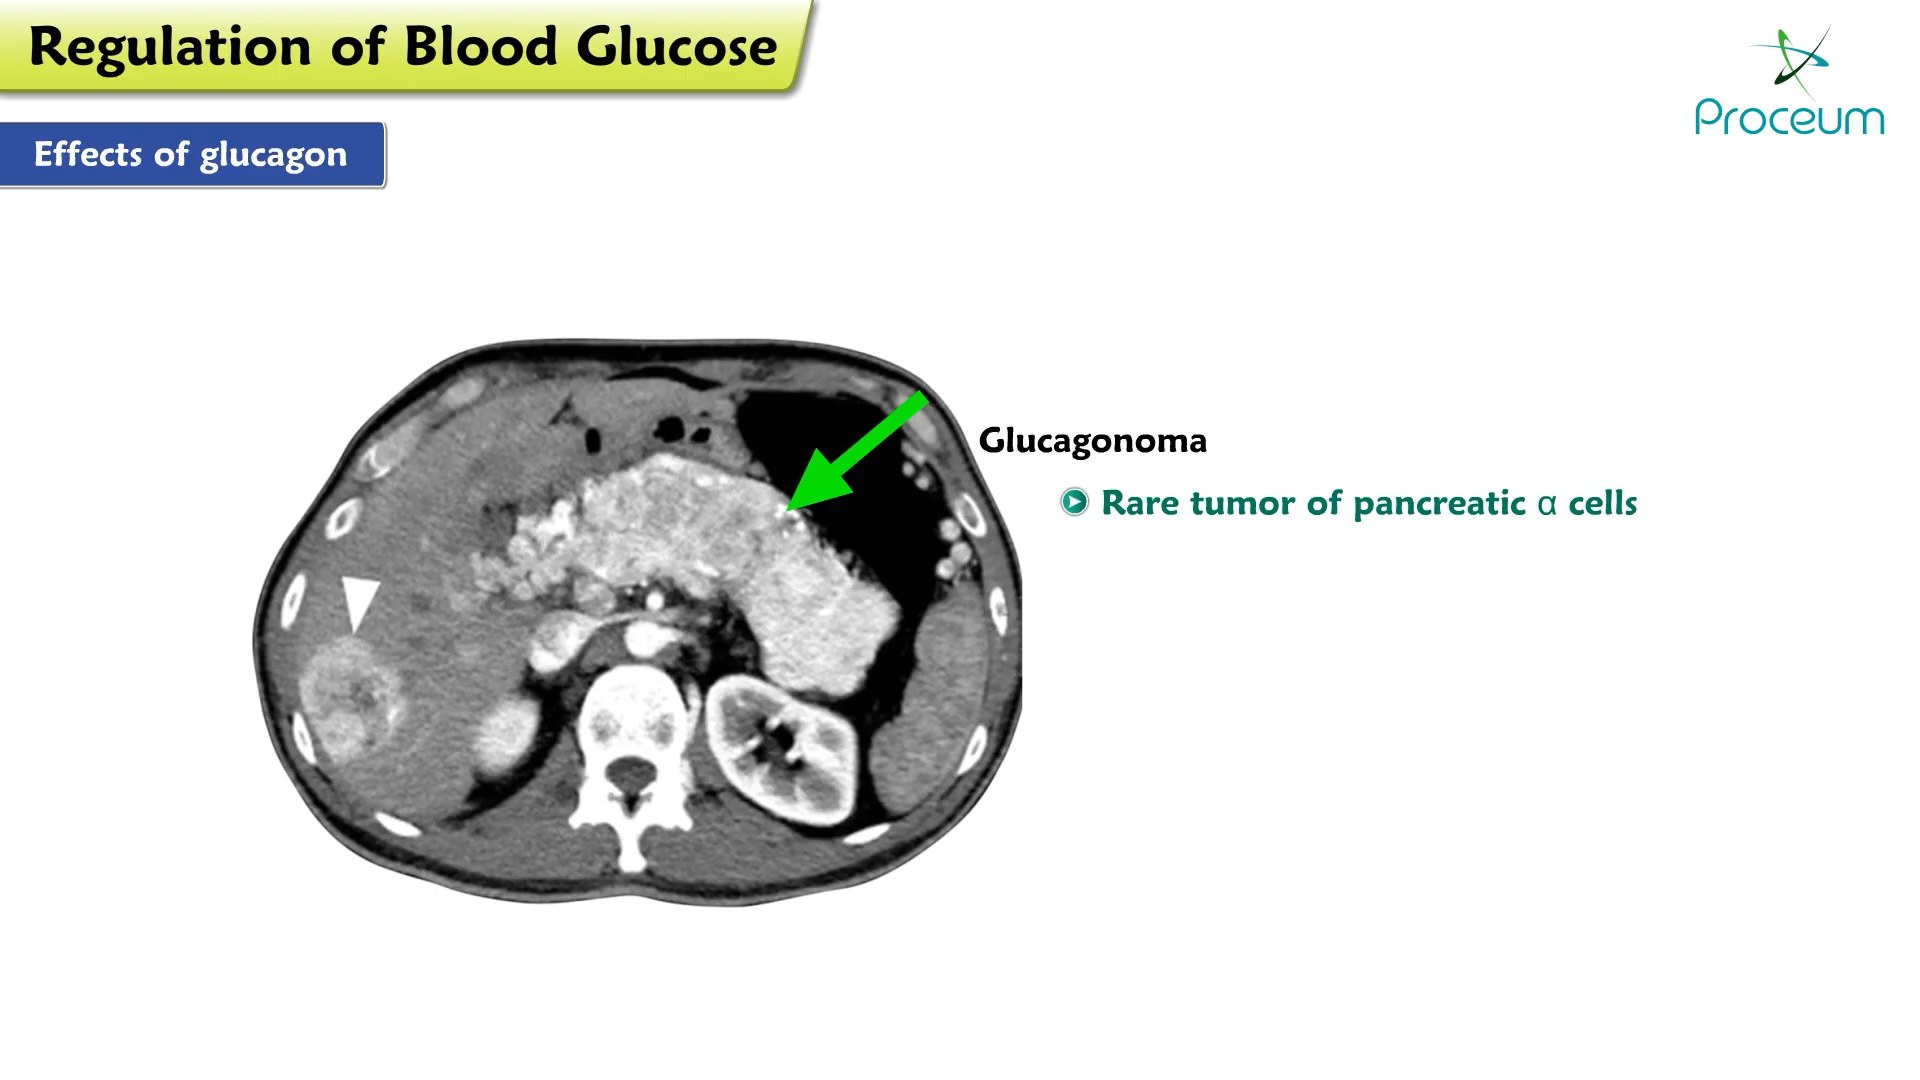 Regulation of Blood Glucose
Proceum
Effects of glucagon
Glucagonoma
Rare tumor of pancreatic α cells